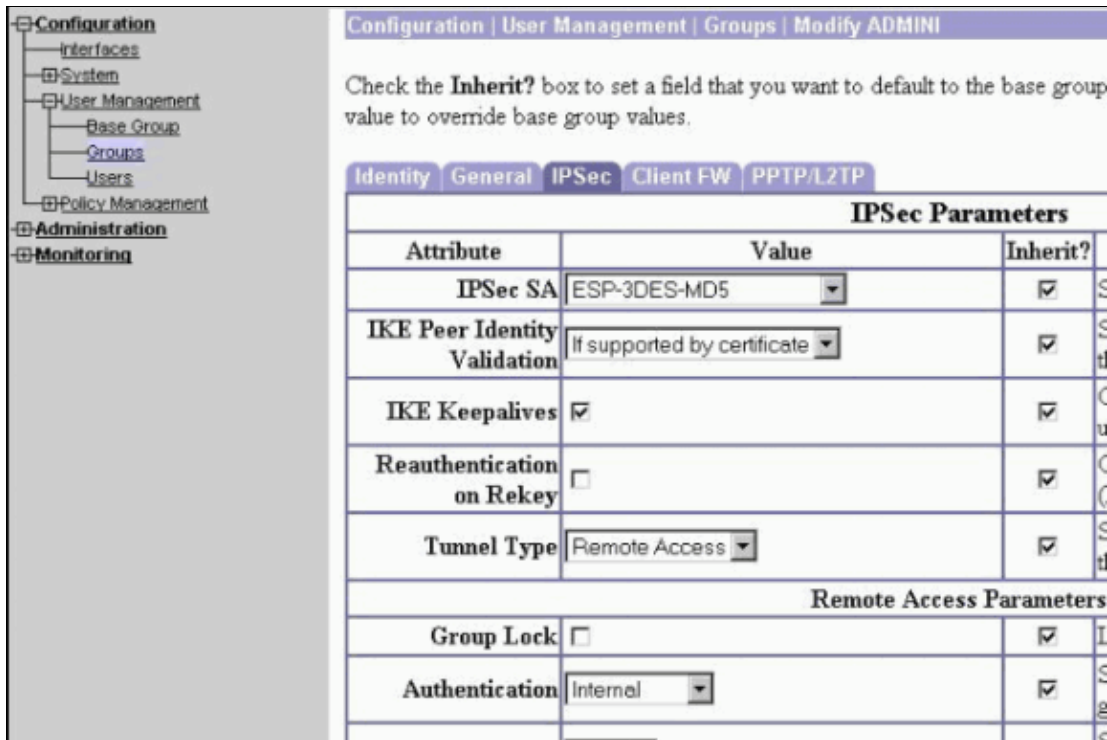 Configuration
Interfaces
System
User Management
Base Group
Groups
Users
Policy Management
Administration
Monitoring
Configuration | User Management | Groups | Modify ADMINI
Check the Inherit? box to set a field that you want to default to the base group
value to override base group values.
Identity General IPSec Client FW PPTP/L2TP
IPSec Parameters
Attribute Value Inherit?
IPSec SA ESP-3DES-MD5
IKE Peer Identity
Validation If supported by certificate
IKE Keepalives
Reauthentication
on Rekey
Tunnel Type Remote Access
Remote Access Parameters
Group Lock
Authentication Internal